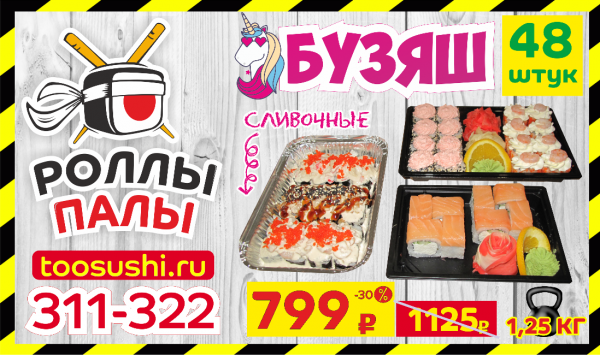 РОЛЛЫ
ПАЛЫ
toosushi.ru
311-322
БУЗЯШ
48
штук
СЛИВОЧНЫЕ
799 ₽
-30%
1125₽
1,25 КГ